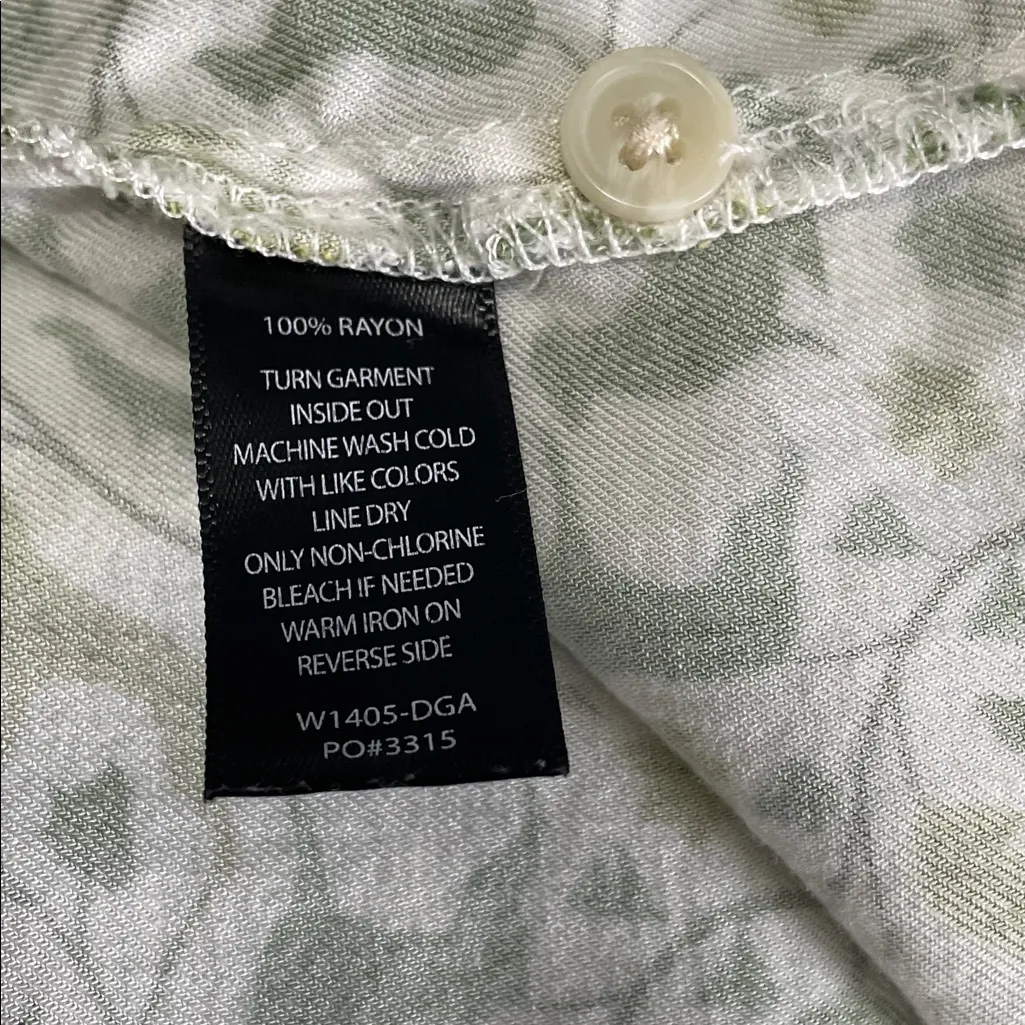 100% RAYON
TURN GARMENT
INSIDE OUT
MACHINE WASH COLD
WITH LIKE COLORS
LINE DRY
ONLY NON-CHLORINE
BLEACH IF NEEDED
WARM IRON ON
REVERSE SIDE
W1405-DGA
PO#3315